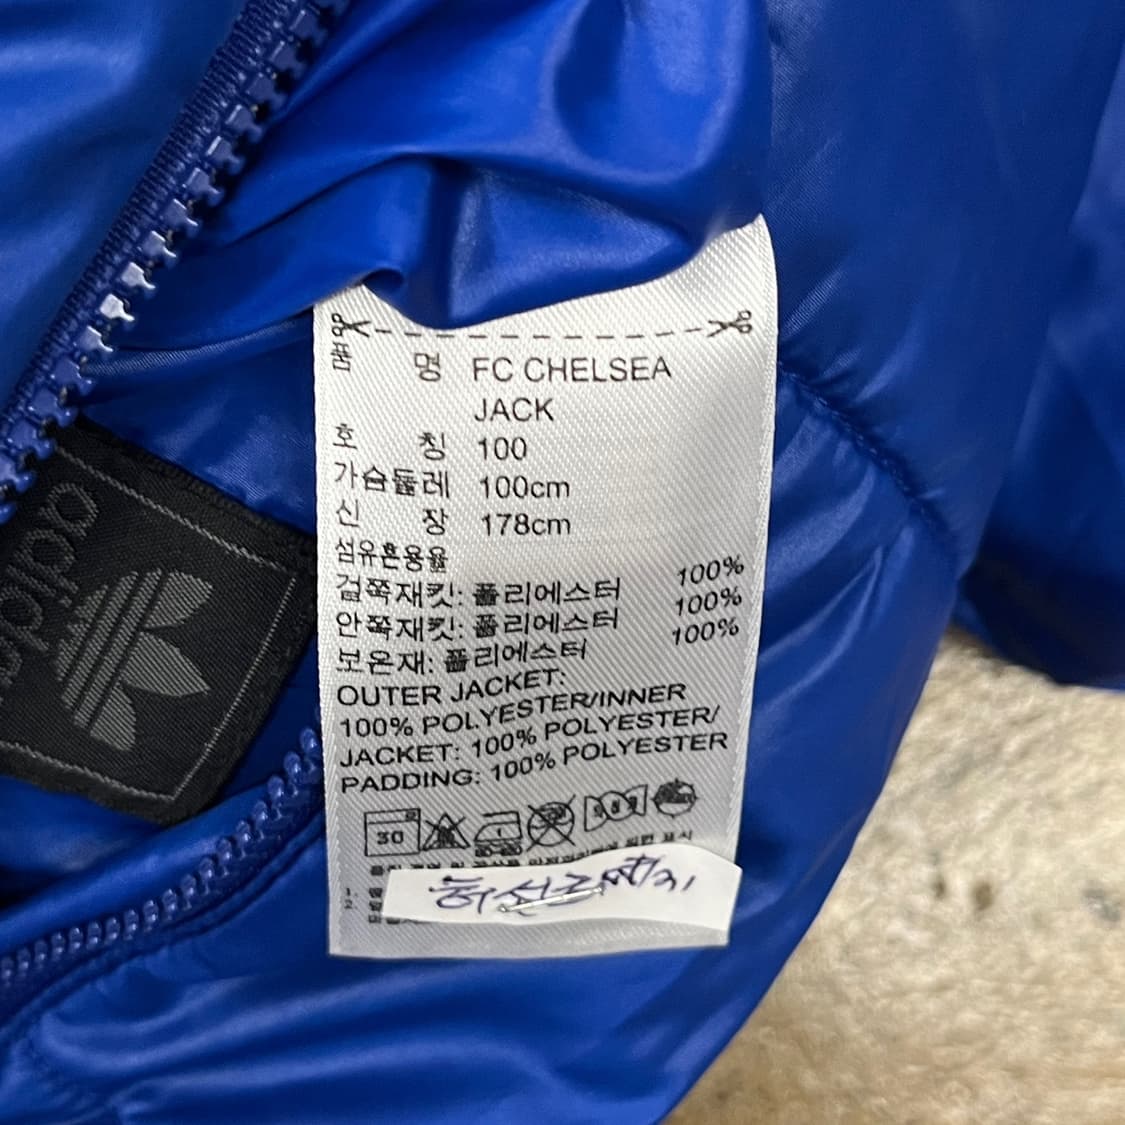 품 명 FC CHELSEA
JACK
호 칭 100
가슴둘레 100cm
신 장 178cm
섬유혼용율
겉쪽재킷: 폴리에스터 100%
안쪽재킷: 폴리에스터 100%
보온재: 폴리에스터 100%
OUTER JACKET:
100% POLYESTER/INNER
JACKET: 100% POLYESTER/
PADDING: 100% POLYESTER
30
adidas